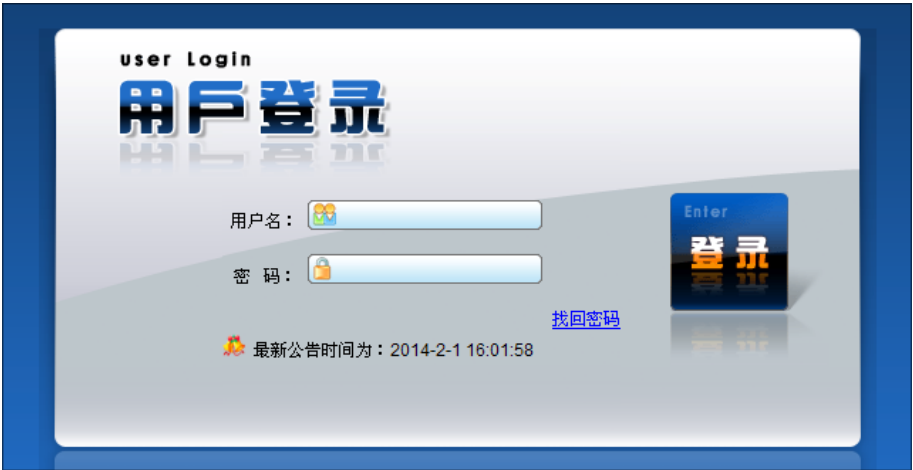 user Login
用戶登录
用户名：
Enter
登录
密 码：
找回密码
最新公告时间为：2014-2-1 16:01:58